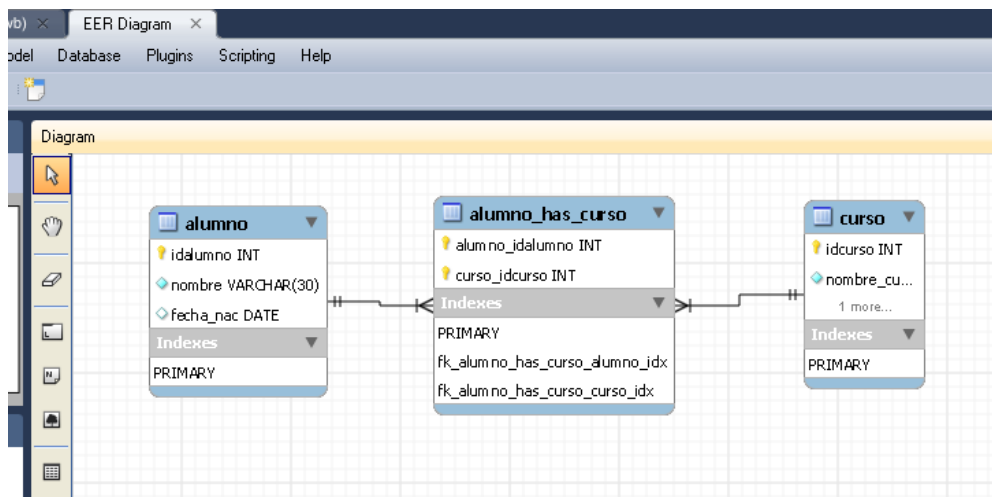 vb) × EER Diagram ×
odel Database Plugins Scripting Help
Diagram
alumno
idalumno INT
nombre VARCHAR(30)
fecha_nac DATE
Indexes
PRIMARY
alumno_has_curso
alumno_idalumno INT
curso_idcurso INT
Indexes
PRIMARY
fk_alumno_has_curso_alumno_idx
fk_alumno_has_curso_curso_idx
curso
idcurso INT
nombre_cu...
1 more...
Indexes
PRIMARY